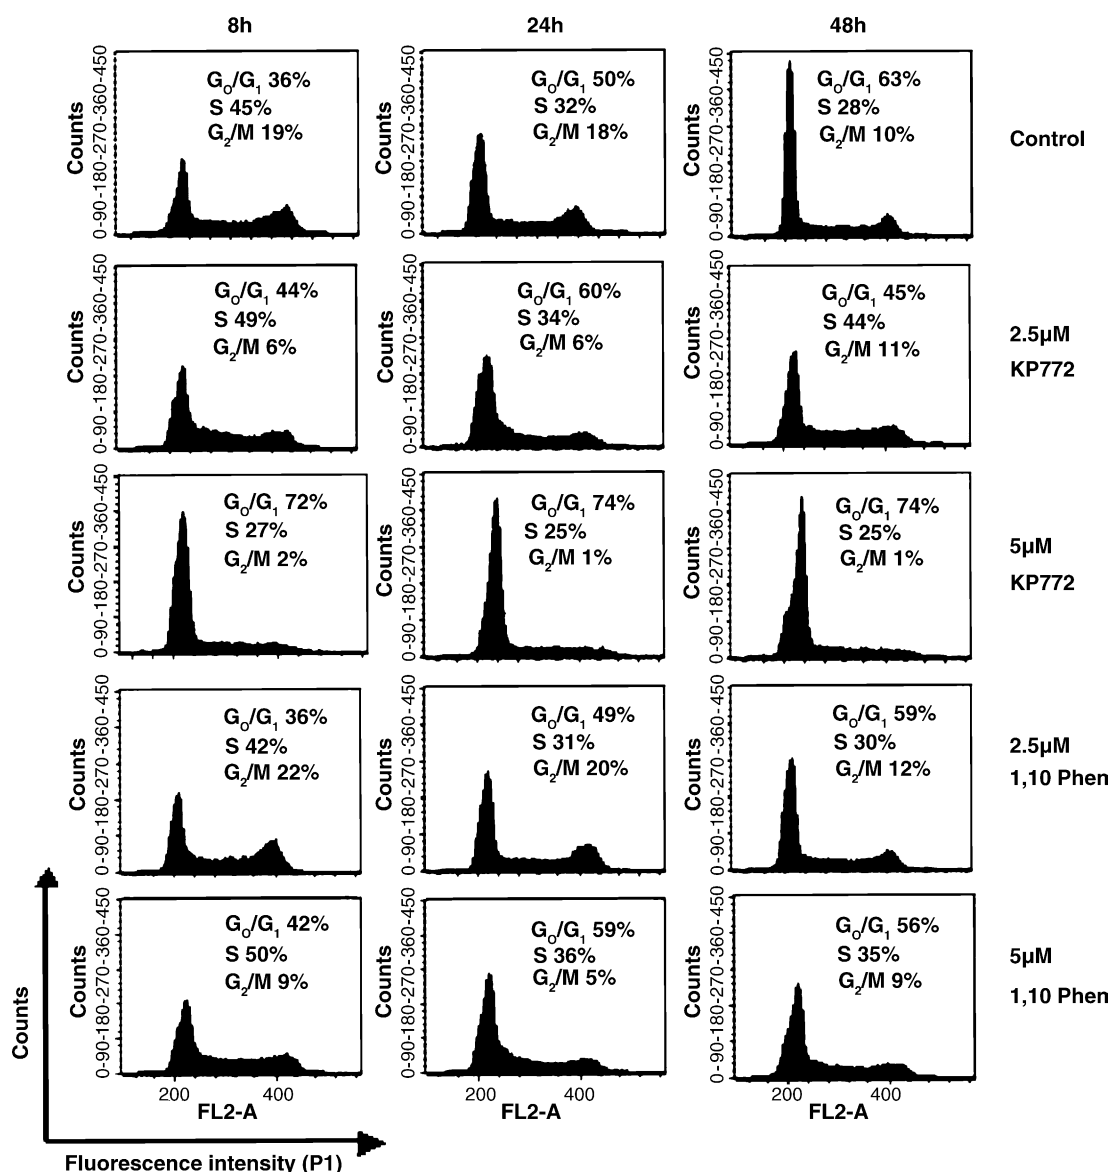 8h
24h
48h
Counts
0-90-180-270-360-450
G0/G1 36%
S 45%
G2/M 19%
Counts
0-90-180-270-360-450
G0/G1 50%
S 32%
G2/M 18%
Counts
0-90-180-270-360-450
G0/G1 63%
S 28%
G2/M 10%
Control
Counts
0-90-180-270-360-450
G0/G1 44%
S 49%
G2/M 6%
Counts
0-90-180-270-360-450
G0/G1 60%
S 34%
G2/M 6%
Counts
0-90-180-270-360-450
G0/G1 45%
S 44%
G2/M 11%
2.5µM
KP772
Counts
0-90-180-270-360-450
G0/G1 72%
S 27%
G2/M 2%
Counts
0-90-180-270-360-450
G0/G1 74%
S 25%
G2/M 1%
Counts
0-90-180-270-360-450
G0/G1 74%
S 25%
G2/M 1%
5µM
KP772
Counts
0-90-180-270-360-450
G0/G1 36%
S 42%
G2/M 22%
Counts
0-90-180-270-360-450
G0/G1 49%
S 31%
G2/M 20%
Counts
0-90-180-270-360-450
G0/G1 59%
S 30%
G2/M 12%
2.5µM
1,10 Phen
Counts
0-90-180-270-360-450
G0/G1 42%
S 50%
G2/M 9%
Counts
0-90-180-270-360-450
G0/G1 59%
S 36%
G2/M 5%
Counts
0-90-180-270-360-450
G0/G1 56%
S 35%
G2/M 9%
5µM
1,10 Phen
200 400
FL2-A
200 400
FL2-A
200 400
FL2-A
Counts
Fluorescence intensity (P1)